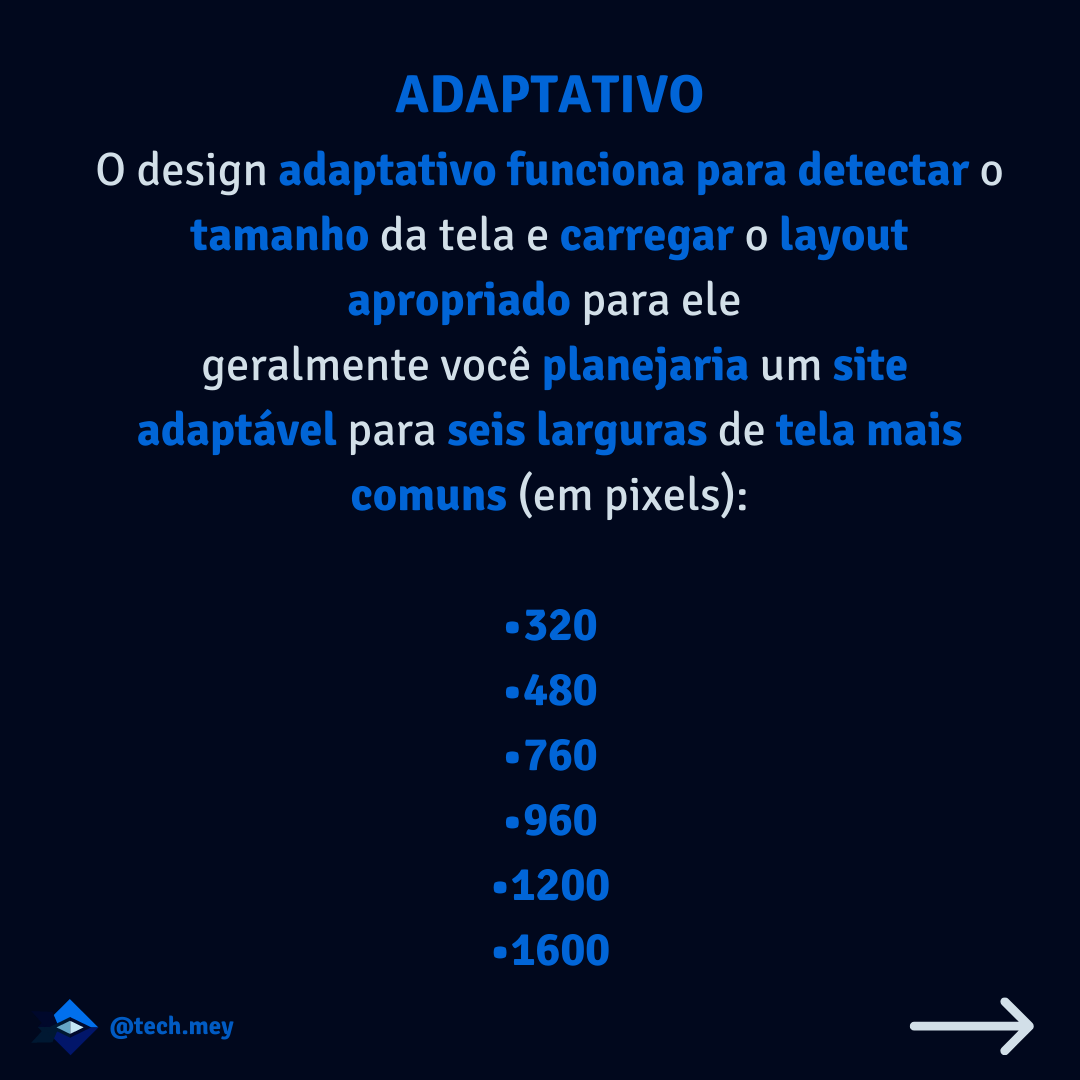 ADAPTATIVO
O design adaptativo funciona para detectar o
tamanho da tela e carregar o layout
apropriado para ele
geralmente você planejaria um site
adaptável para seis larguras de tela mais
comuns (em pixels):
•320
•480
•760
•960
•1200
•1600
@tech.mey